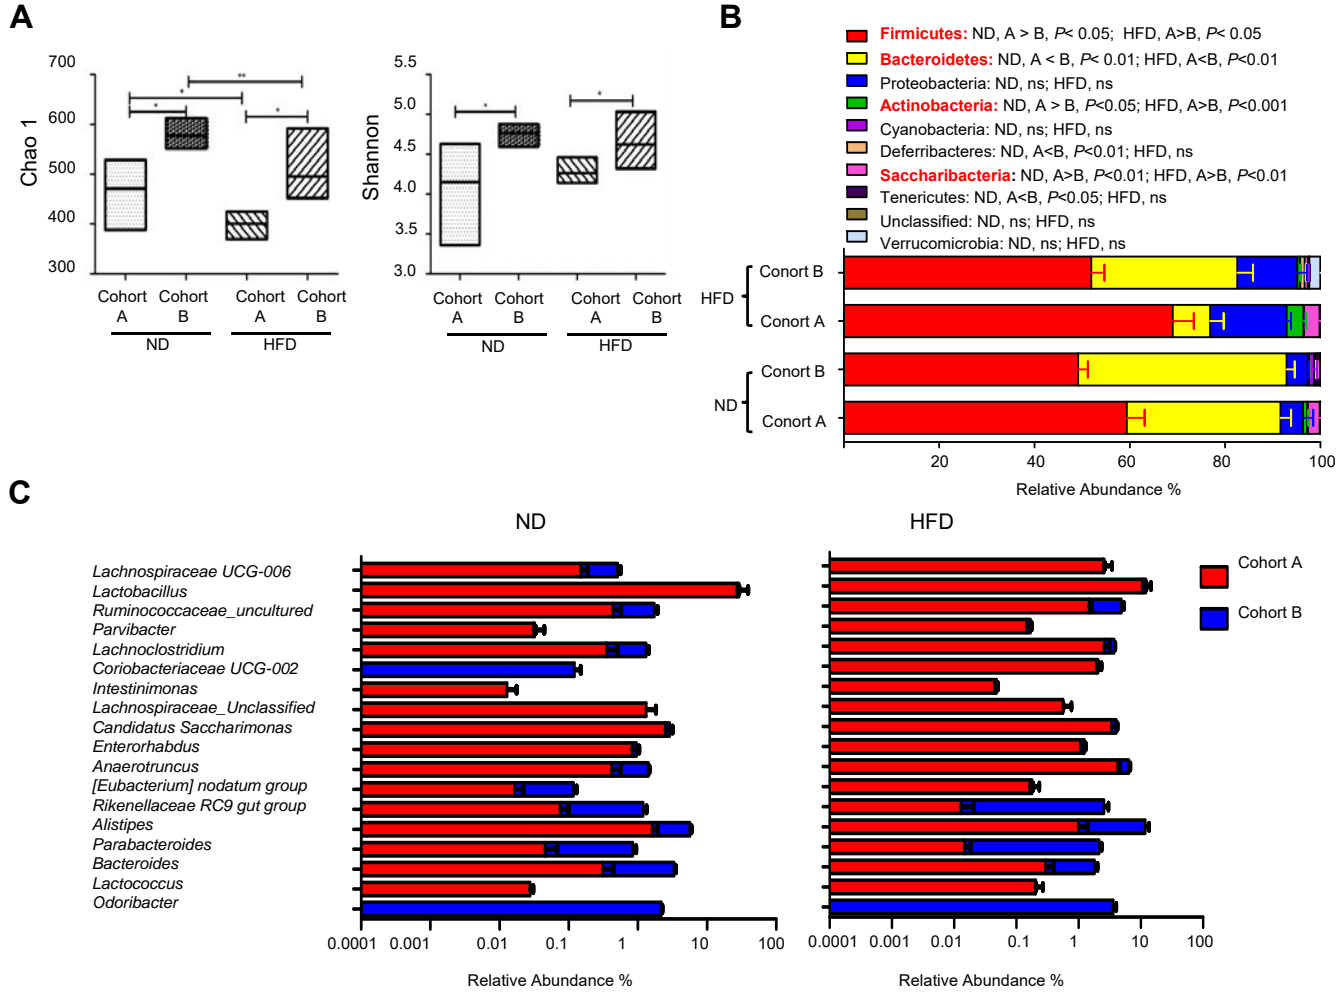 A
Chao 1
700
600
500
400
300
**
*
*
*
Cohort A
Cohort B
Cohort A
Cohort B
ND
HFD
Shannon
5.5
5.0
4.5
4.0
3.5
3.0
*
*
Cohort A
Cohort B
Cohort A
Cohort B
ND
HFD
B
Firmicutes: ND, A > B, P< 0.05; HFD, A>B, P< 0.05
Bacteroidetes: ND, A < B, P< 0.01; HFD, A<B, P<0.01
Proteobacteria: ND, ns; HFD, ns
Actinobacteria: ND, A > B, P<0.05; HFD, A>B, P<0.001
Cyanobacteria: ND, ns; HFD, ns
Deferribacteres: ND, A<B, P<0.01; HFD, ns
Saccharibacteria: ND, A>B, P<0.01; HFD, A>B, P<0.01
Tenericutes: ND, A<B, P<0.05; HFD, ns
Unclassified: ND, ns; HFD, ns
Verrucomicrobia: ND, ns; HFD, ns
HFD
Cohort B
Cohort A
ND
Cohort B
Cohort A
20 40 60 80 100
Relative Abundance %
C
ND
HFD
Cohort A
Cohort B
Lachnospiraceae UCG-006
Lactobacillus
Ruminococcaceae_uncultured
Parvibacter
Lachnoclostridium
Coriobacteriaceae UCG-002
Intestinimonas
Lachnospiraceae_Unclassified
Candidatus Saccharimonas
Enterorhabdus
Anaerotruncus
[Eubacterium] nodatum group
Rikenellaceae RC9 gut group
Alistipes
Parabacteroides
Bacteroides
Lactococcus
Odoribacter
0.0001 0.001 0.01 0.1 1 10 100
Relative Abundance %
0.0001 0.001 0.01 0.1 1 10 100
Relative Abundance %